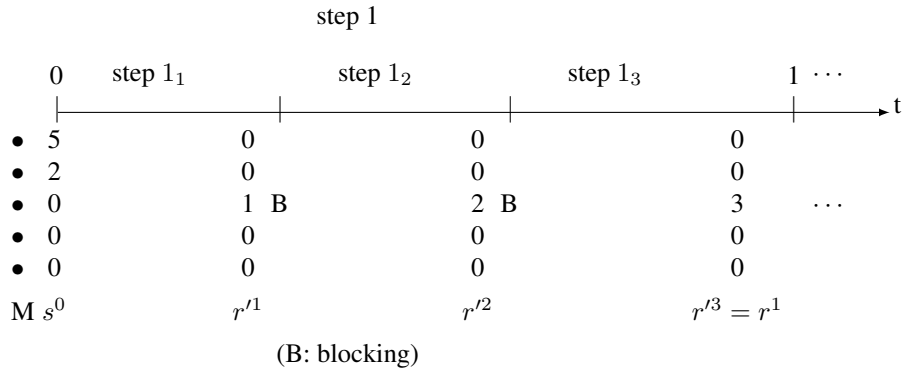 step 1
0 step 1₁ step 1₂ step 1₃ 1 ⋯
t
• 5 0 0 0
• 2 0 0 0
• 0 1 B 2 B 3 ⋯
• 0 0 0 0
• 0 0 0 0
M s⁰ r′¹ r′² r′³ = r¹
(B: blocking)